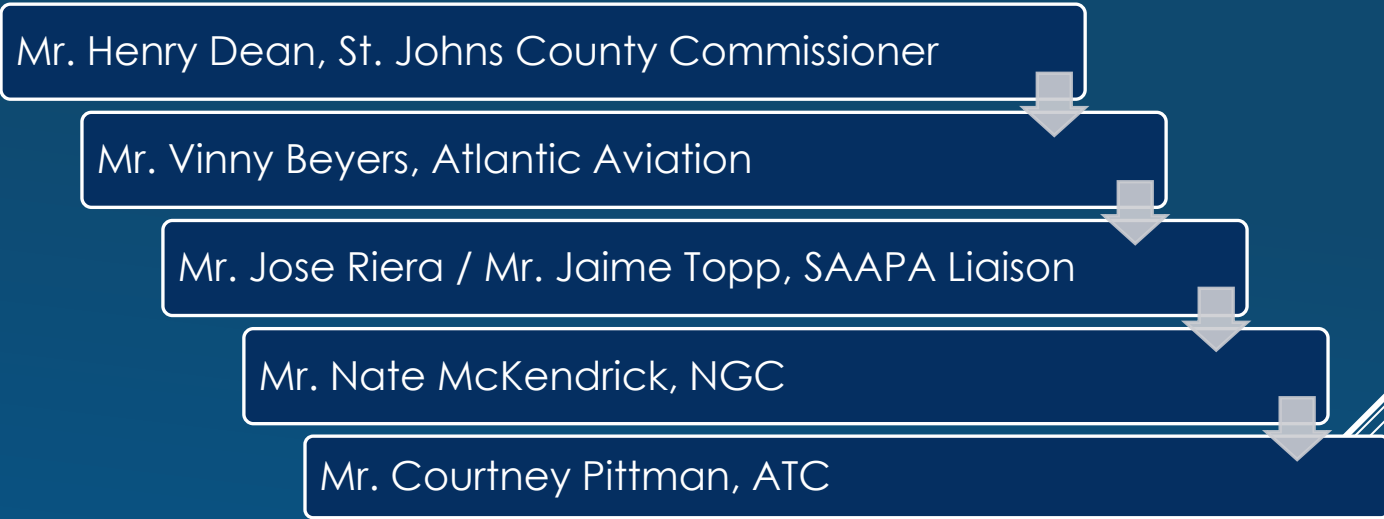 Mr. Henry Dean, St. Johns County Commissioner
Mr. Vinny Beyers, Atlantic Aviation
Mr. Jose Riera / Mr. Jaime Topp, SAAPA Liaison
Mr. Nate McKendrick, NGC
Mr. Courtney Pittman, ATC